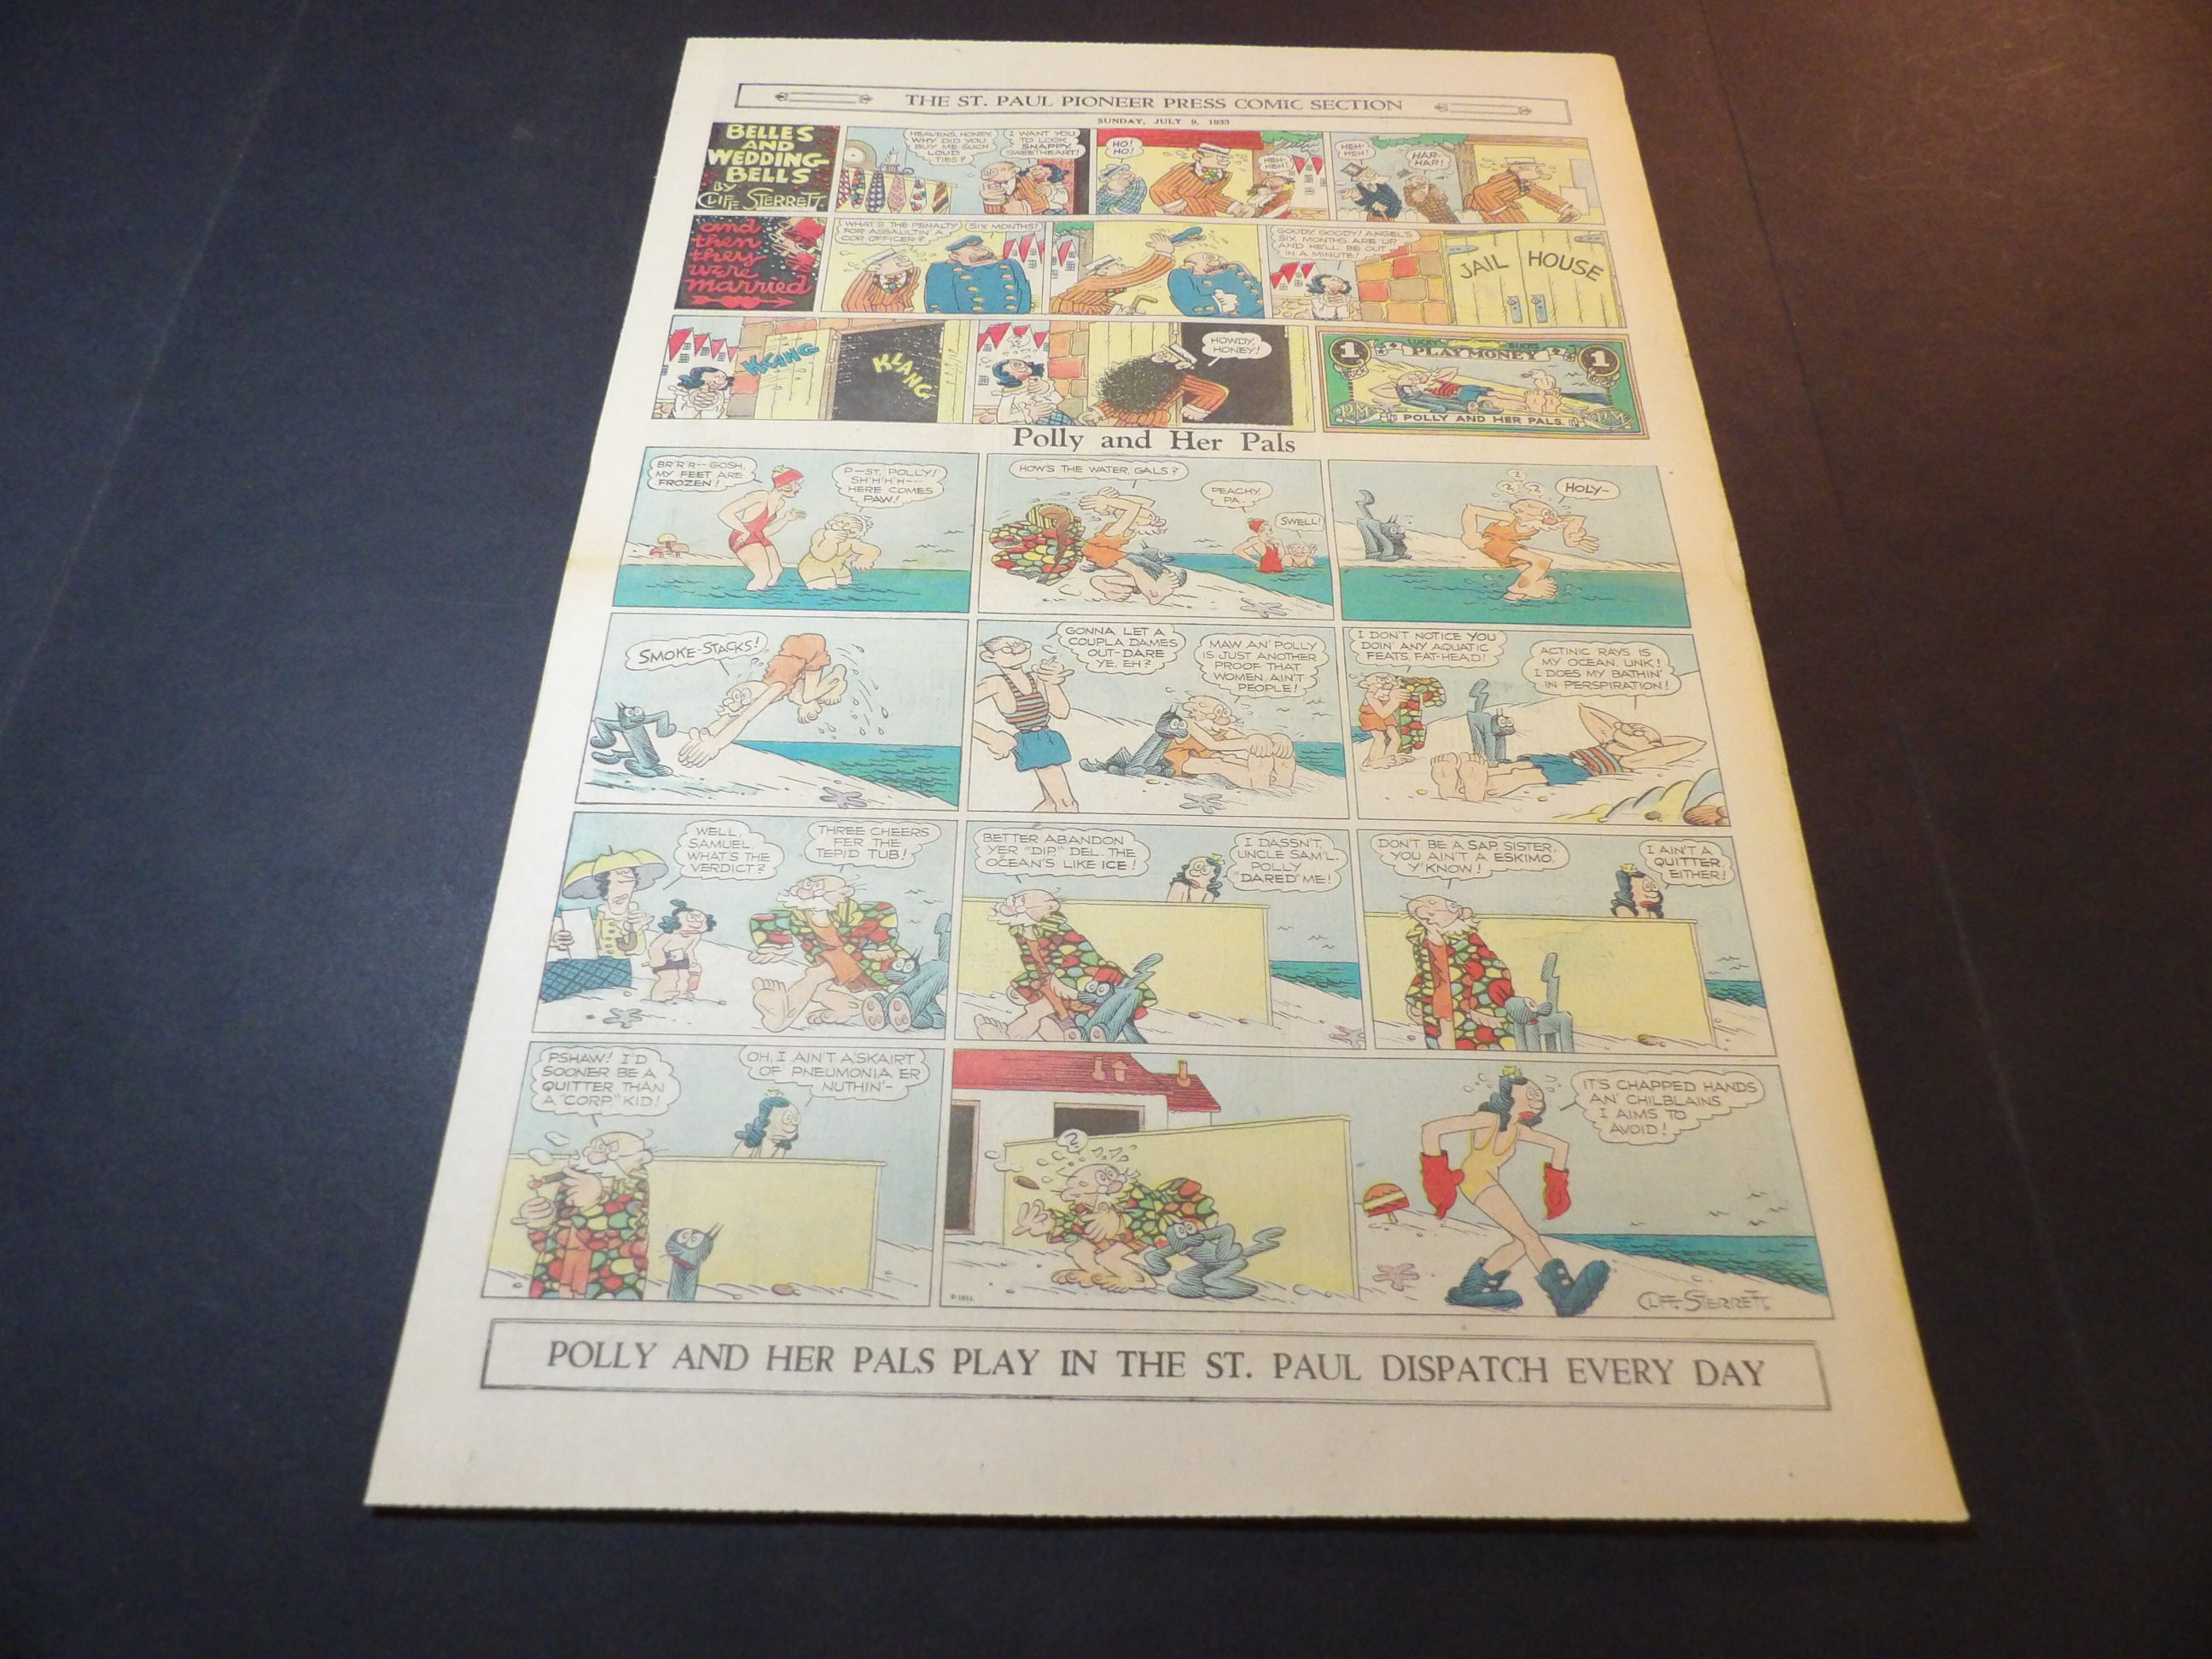 THE ST. PAUL PIONEER PRESS COMIC SECTION
SUNDAY, JULY 9, 1933
BELLES
AND
WEDDING-
BELLS
BY
CLIFF STERRETT.
HEAVENS, HONEY,
WHY DID YOU
BUY ME SUCH
LOUD
TIES?
I WANT YOU
TO LOOK
SNAPPY,
SWEETHEART!
HO!
HO!
HEH-
HEH!
HEH-
HEH!
HAR-
HAR!
and
then
they
were
married
WHAT'S THE PENALTY
FOR ASSAULTIN' A
COP, OFFICER?
SIX MONTHS!
GOODY, GOODY! ANGEL'S
SIX MONTHS ARE UP
AND HE'LL BE OUT
IN A MINUTE!
JAIL HOUSE
KLANG
KLANG
HOWDY,
HONEY!
1
LUCKY BUCKS
PLAY MONEY
1
P.M.
POLLY AND HER PALS.
P.M.
Polly and Her Pals
BR'R'R-- GOSH,
MY FEET ARE
FROZEN!
P-ST, POLLY!
SH'H'H'H---
HERE COMES
PAW!
HOW'S THE WATER, GALS?
PEACHY,
PA.
SWELL!
?
? ?
HOLY-
SMOKE-STACKS!
GONNA LET A
COUPLA DAMES
OUT-DARE
YE, EH?
MAW AN' POLLY
IS JUST ANOTHER
PROOF THAT
WOMEN AIN'T
PEOPLE!
I DON'T NOTICE YOU
DOIN' ANY AQUATIC
FEATS, FAT-HEAD!
ACTINIC RAYS IS
MY OCEAN, UNK!
I DOES MY BATHIN'
IN PERSPIRATION!
WELL,
SAMUEL,
WHAT'S THE
VERDICT?
THREE CHEERS
FER THE
TEPID TUB!
BETTER ABANDON
YER "DIP," DEL. THE
OCEAN'S LIKE ICE!
I DASSN'T,
UNCLE SAM'L.
POLLY
"DARED" ME!
DON'T BE A SAP, SISTER,
YOU AIN'T A ESKIMO,
Y'KNOW!
I AIN'T A
QUITTER,
EITHER!
PSHAW! I'D
SOONER BE A
QUITTER THAN
A "CORP," KID!
OH, I AIN'T A'SKAIRT
OF PNEUMONIA ER
NUTHIN'-
?
IT'S CHAPPED HANDS
AN' CHILBLAINS
I AIMS TO
AVOID!
© 1933,
CLIFF STERRETT.
POLLY AND HER PALS PLAY IN THE ST. PAUL DISPATCH EVERY DAY